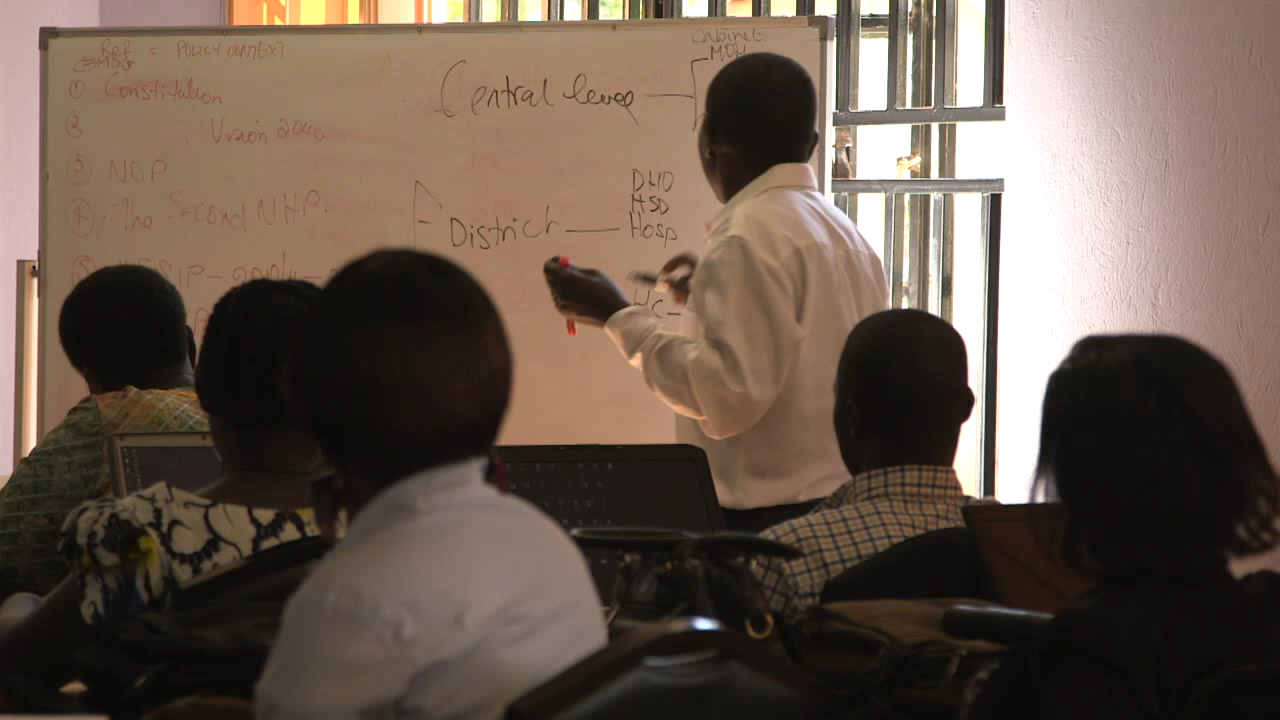 Ref = POLICY CONTEXT
MDG
① Constitution
② Vision 2040
③ NDP
④ The Second NHP.
Cabinet
MOH
Central level
District
DHO
HSD
Hosp
HC-